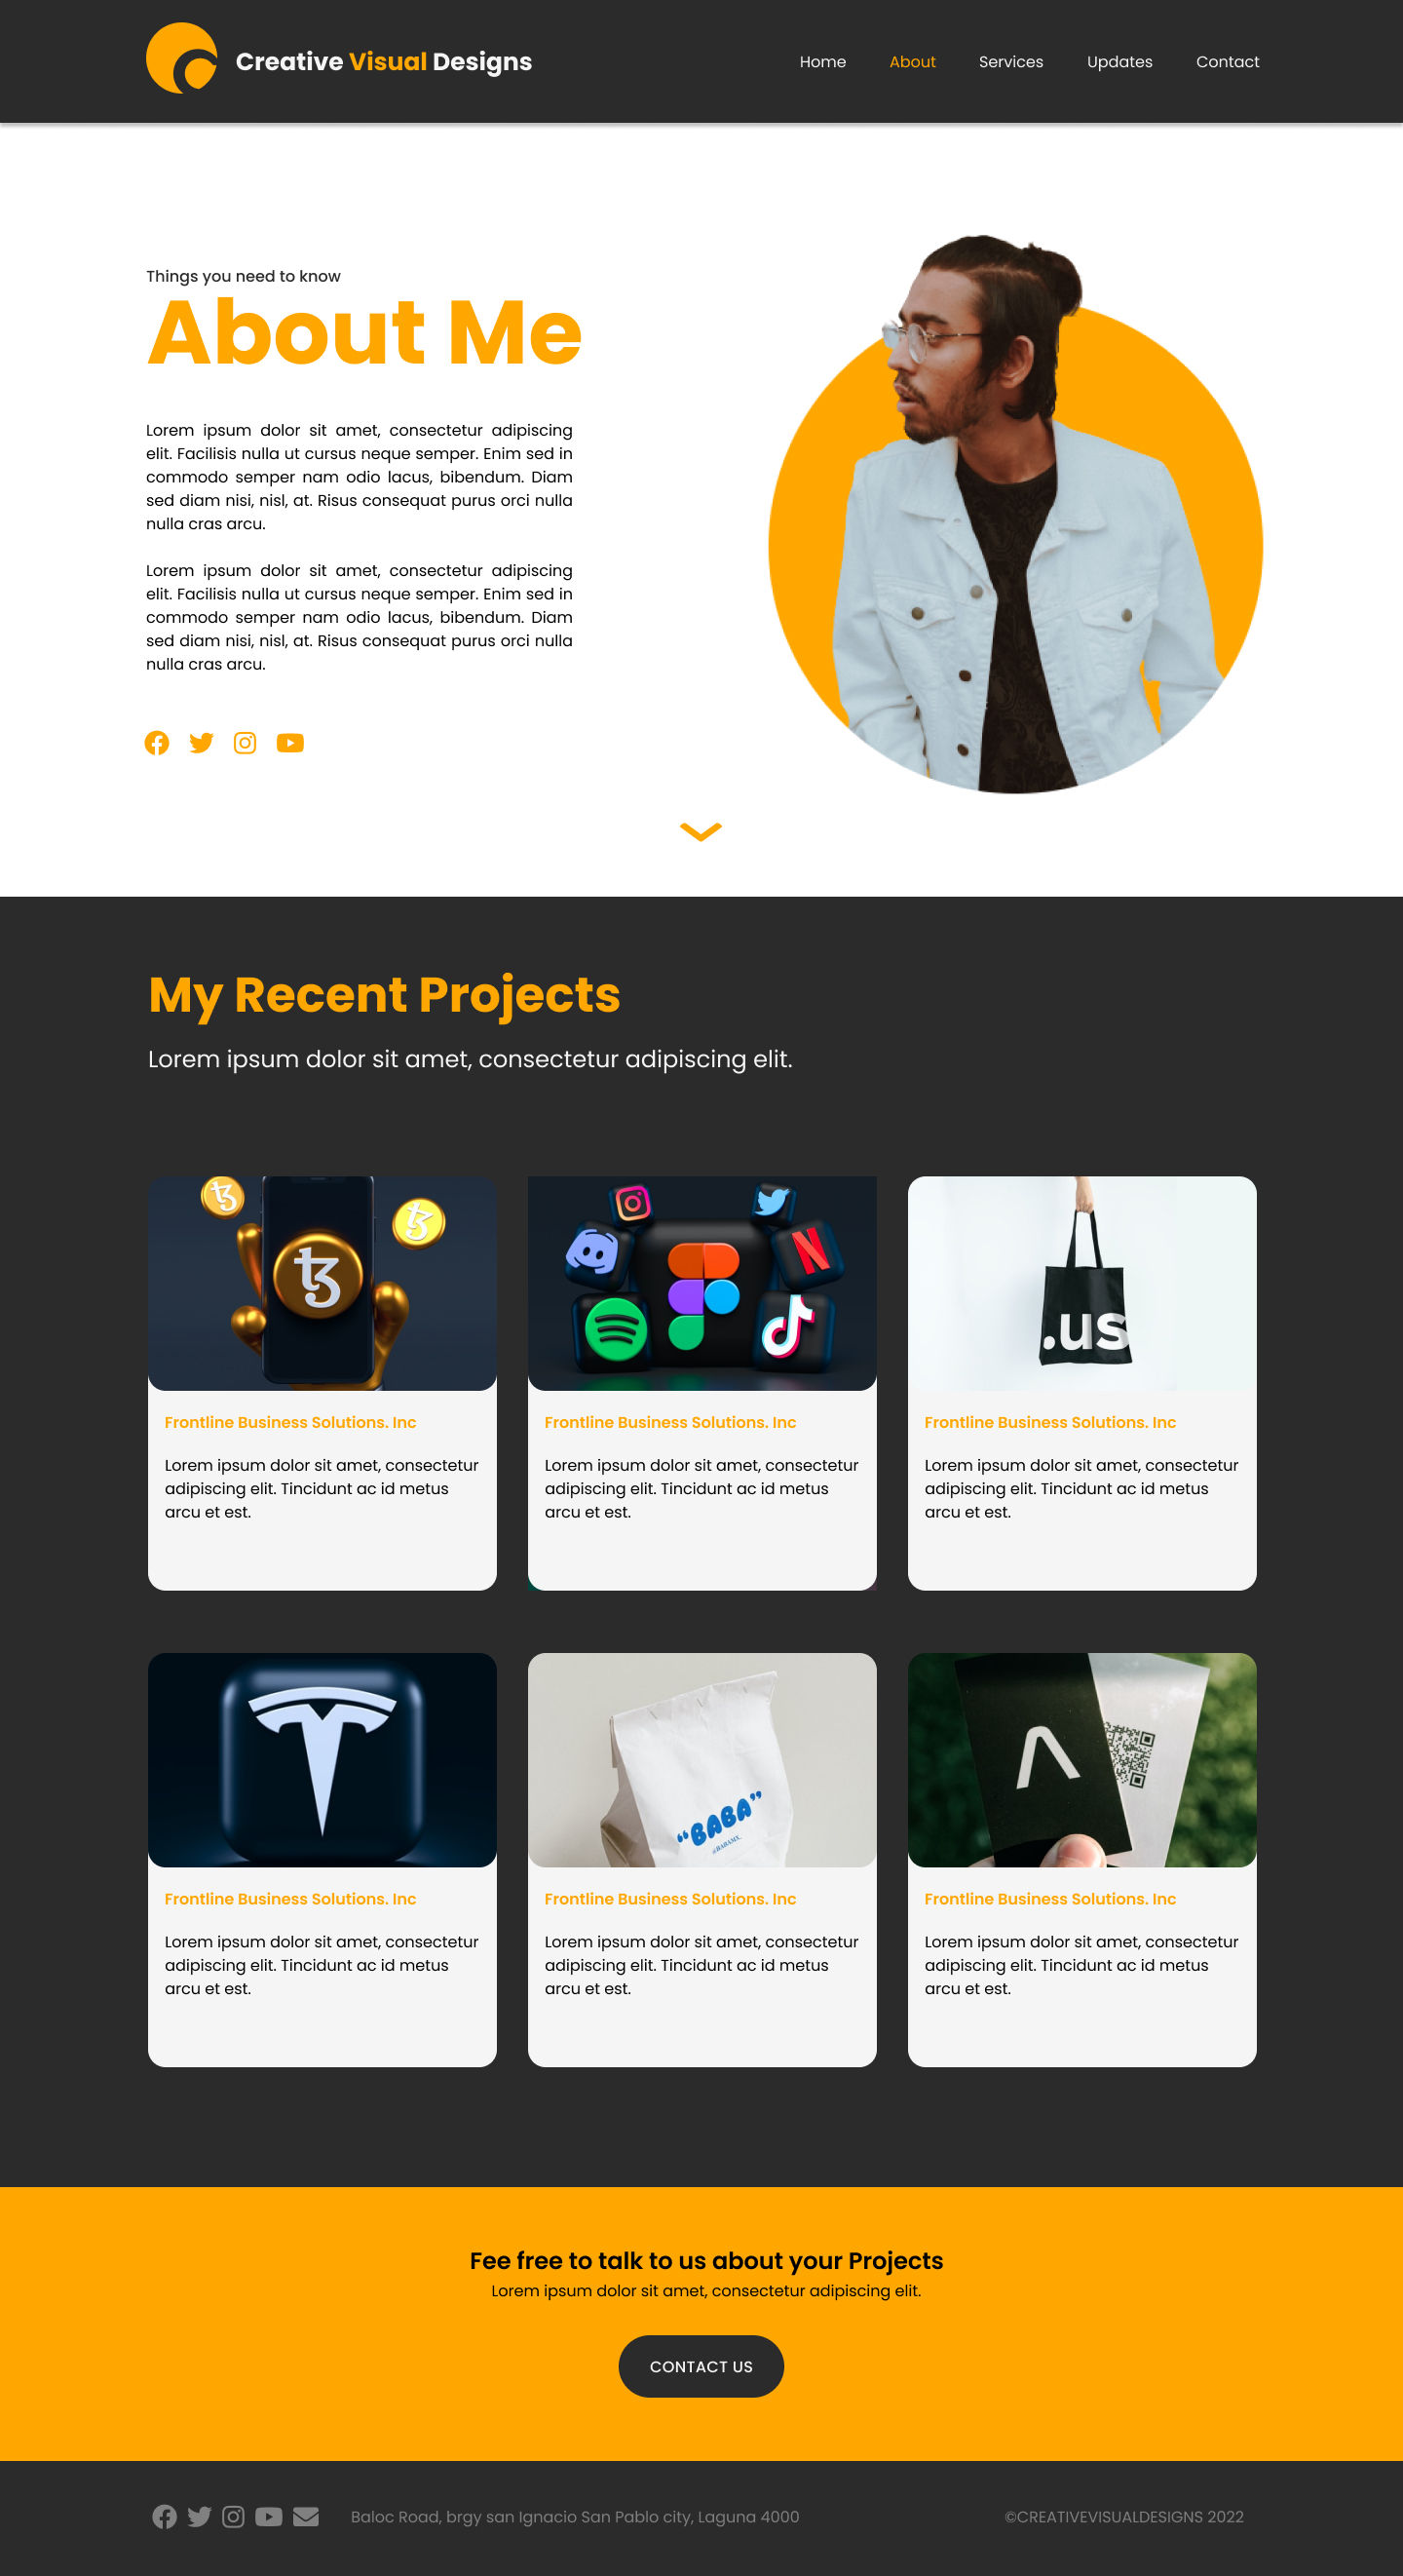 Creative Visual Designs
Home About Services Updates Contact
Things you need to know
About Me
Lorem ipsum dolor sit amet, consectetur adipiscing
elit. Facilisis nulla ut cursus neque semper. Enim sed in
commodo semper nam odio lacus, bibendum. Diam
sed diam nisi, nisl, at. Risus consequat purus orci nulla
nulla cras arcu.
Lorem ipsum dolor sit amet, consectetur adipiscing
elit. Facilisis nulla ut cursus neque semper. Enim sed in
commodo semper nam odio lacus, bibendum. Diam
sed diam nisi, nisl, at. Risus consequat purus orci nulla
nulla cras arcu.
My Recent Projects
Lorem ipsum dolor sit amet, consectetur adipiscing elit.
.us
Frontline Business Solutions. Inc
Lorem ipsum dolor sit amet, consectetur
adipiscing elit. Tincidunt ac id metus
arcu et est.
Frontline Business Solutions. Inc
Lorem ipsum dolor sit amet, consectetur
adipiscing elit. Tincidunt ac id metus
arcu et est.
Frontline Business Solutions. Inc
Lorem ipsum dolor sit amet, consectetur
adipiscing elit. Tincidunt ac id metus
arcu et est.
“BABA”
Frontline Business Solutions. Inc
Lorem ipsum dolor sit amet, consectetur
adipiscing elit. Tincidunt ac id metus
arcu et est.
Frontline Business Solutions. Inc
Lorem ipsum dolor sit amet, consectetur
adipiscing elit. Tincidunt ac id metus
arcu et est.
Frontline Business Solutions. Inc
Lorem ipsum dolor sit amet, consectetur
adipiscing elit. Tincidunt ac id metus
arcu et est.
Fee free to talk to us about your Projects
Lorem ipsum dolor sit amet, consectetur adipiscing elit.
CONTACT US
Baloc Road, brgy san Ignacio San Pablo city, Laguna 4000
©CREATIVEVISUALDESIGNS 2022